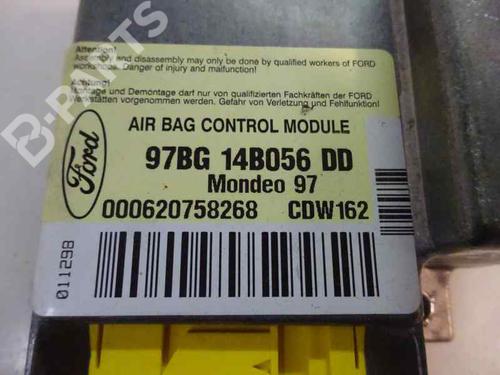 Attention!
Assembly and disassembly may only be done by qualified workers of FORD
workshops. Danger of injury and malfunction!
Achtung!
Montage und Demontage darf nur von qualifizierten Fachkräften der FORD
Werkstätten vorgenommen werden. Gefahr von Verletzung und Fehlfunktion!
Ford
AIR BAG CONTROL MODULE
97BG 14B056 DD
Mondeo 97
000620758268 CDW162
011298
B-PARTS